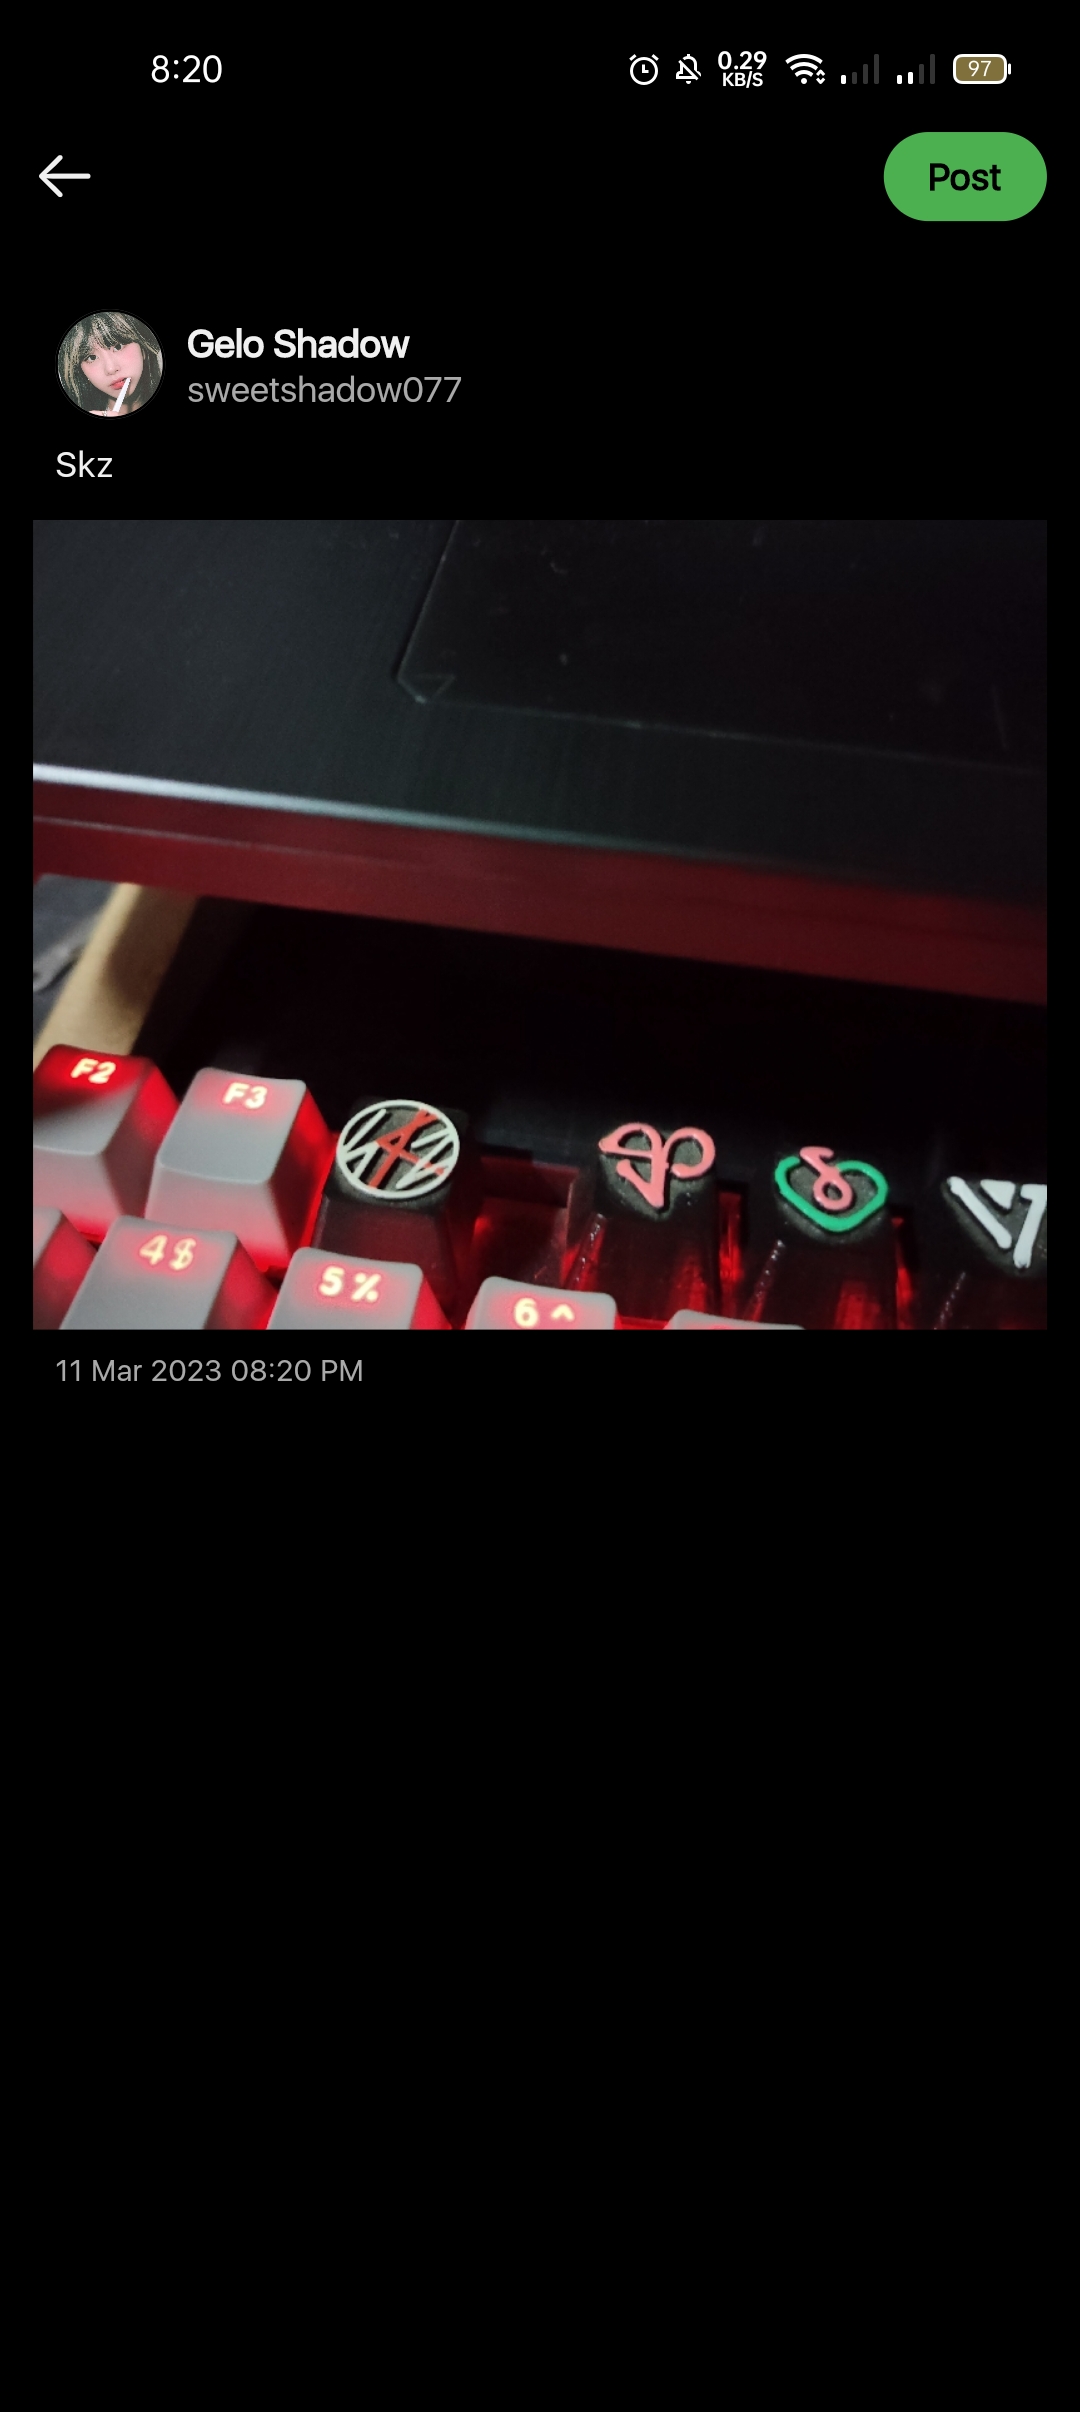 8:20
0.29
KB/S
97
Post
Gelo Shadow
sweetshadow077
Skz
F2
F3
4$
5%
6^
11 Mar 2023 08:20 PM